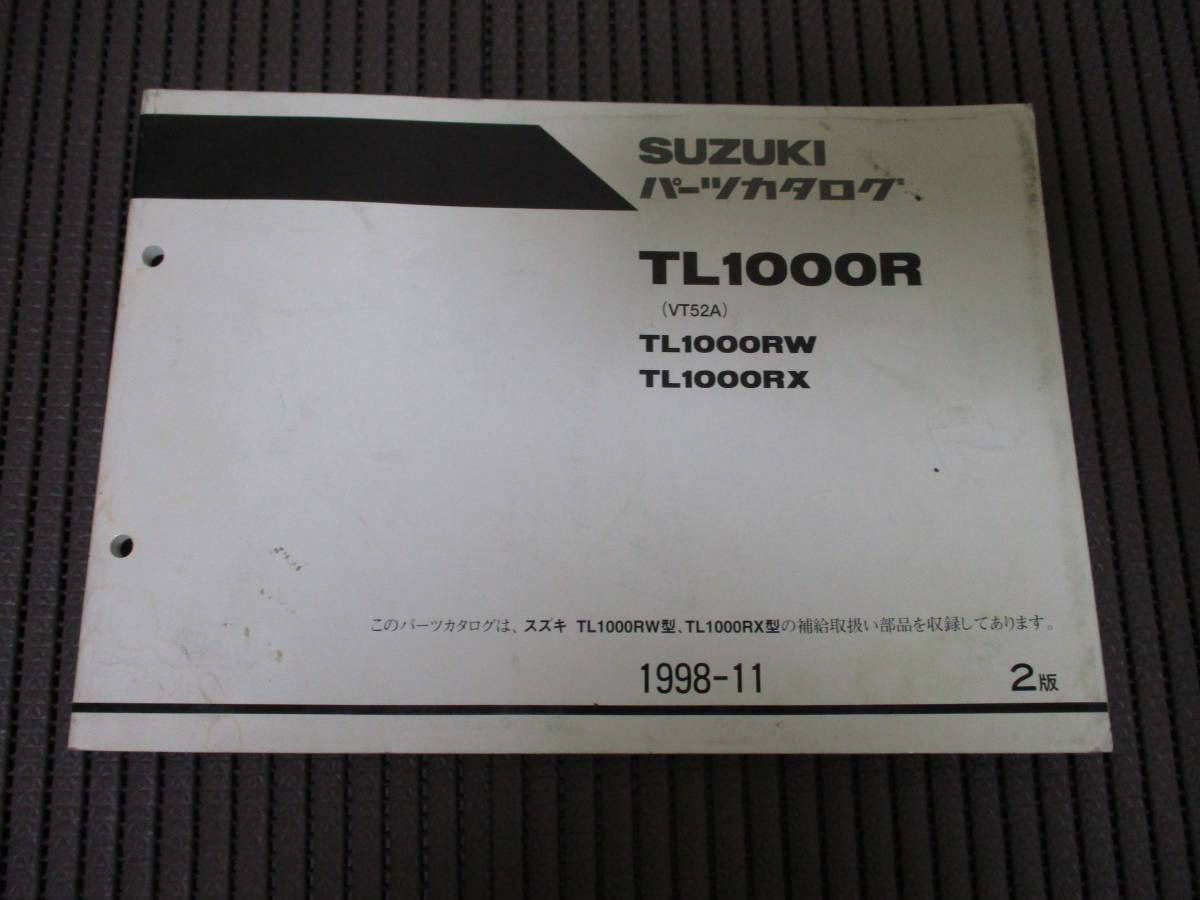 SUZUKI
パーツカタログ
TL1000R
（VT52A）
TL1000RW
TL1000RX
このパーツカタログは、スズキ TL1000RW型、TL1000RX型の補給取扱い部品を収録してあります。
1998-11
2版